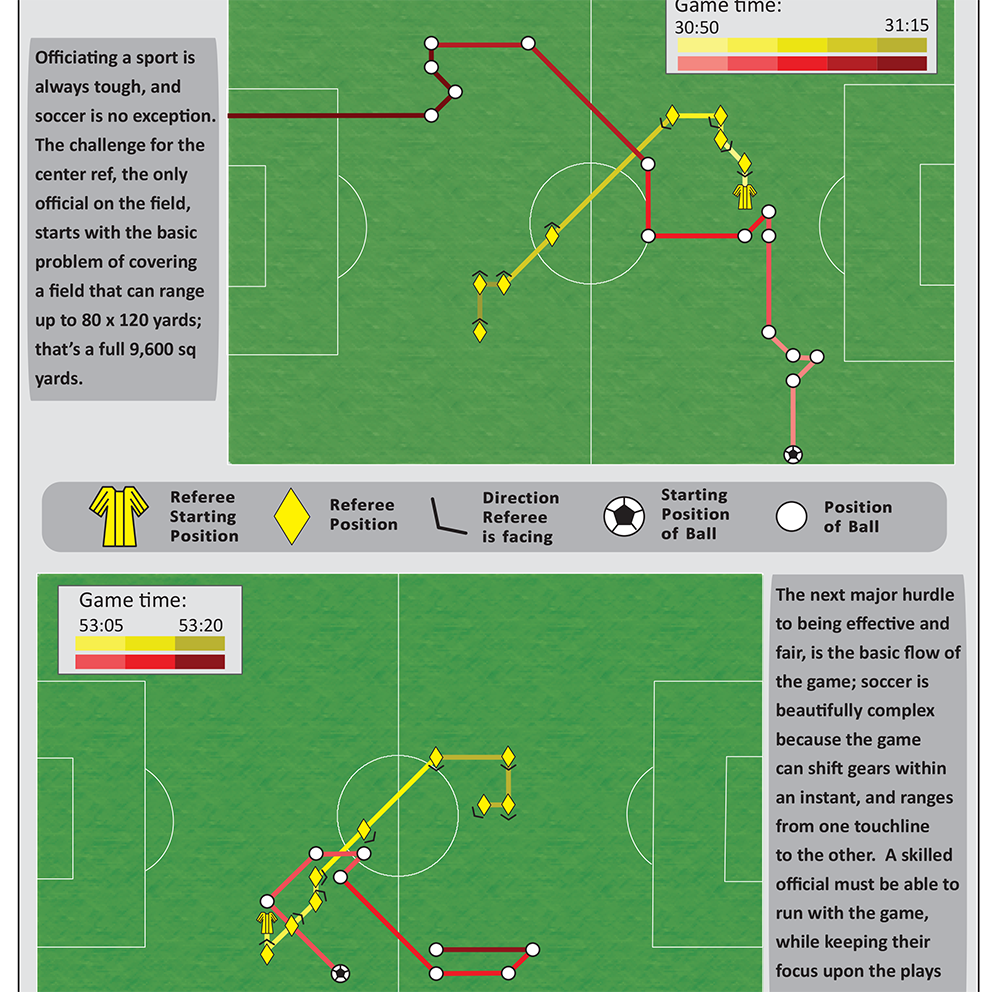 Game time:
30:50 31:15
Officiating a sport is
always tough, and
soccer is no exception.
The challenge for the
center ref, the only
official on the field,
starts with the basic
problem of covering
a field that can range
up to 80 x 120 yards;
that's a full 9,600 sq
yards.
Referee
Starting
Position
Referee
Position
Direction
Referee
is facing
Starting
Position
of Ball
Position
of Ball
Game time:
53:05 53:20
The next major hurdle
to being effective and
fair, is the basic flow of
the game; soccer is
beautifully complex
because the game
can shift gears within
an instant, and ranges
from one touchline
to the other. A skilled
official must be able to
run with the game,
while keeping their
focus upon the plays